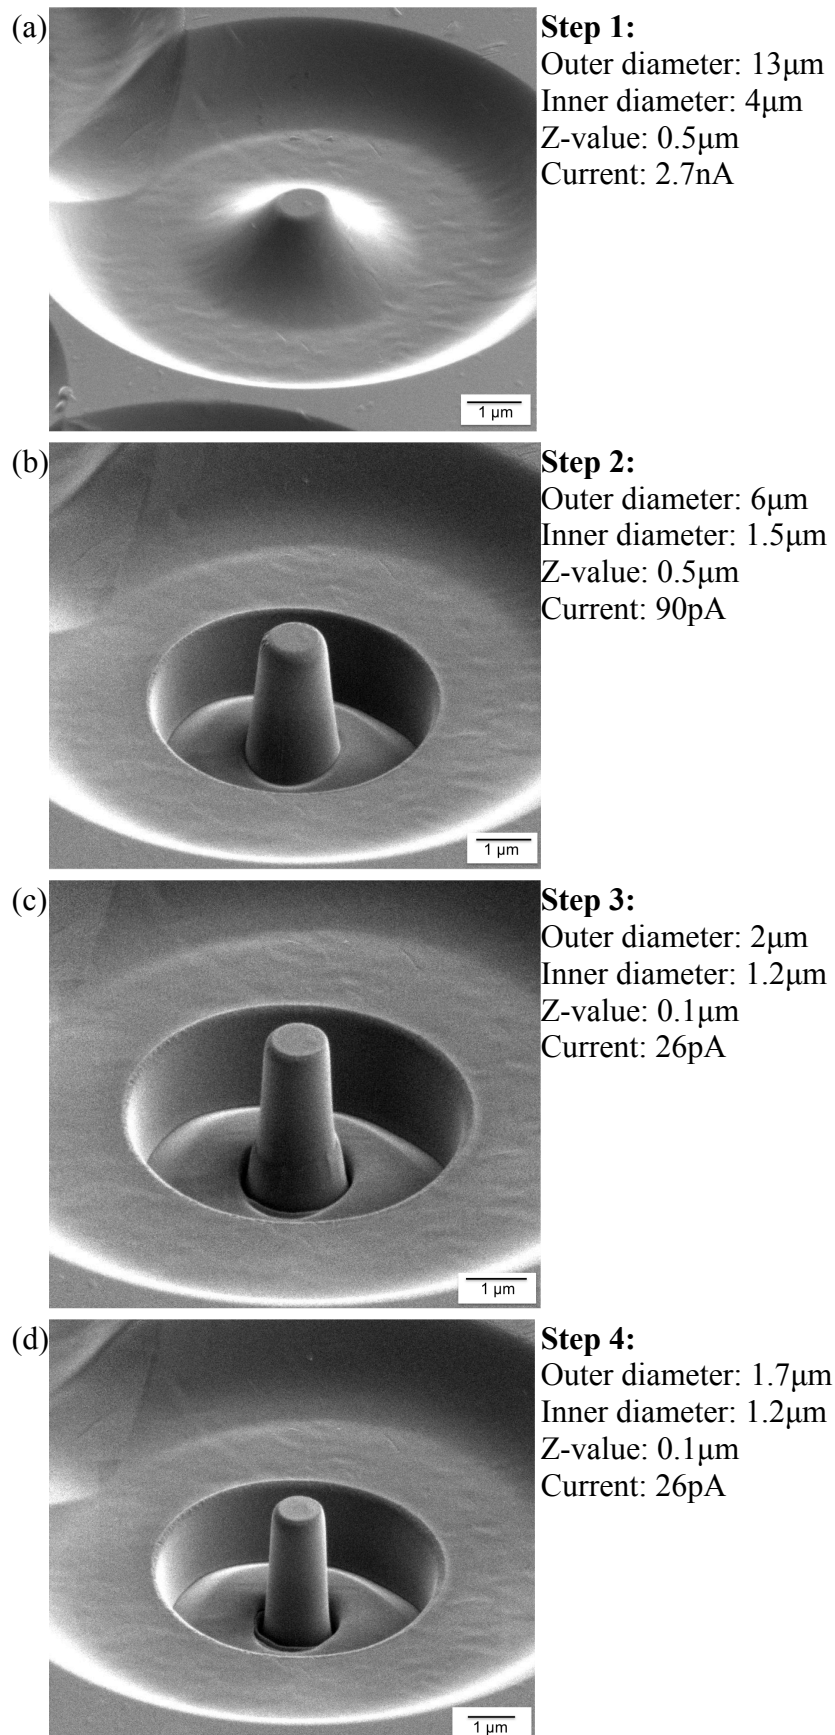 (a)
Step 1:
Outer diameter: 13μm
Inner diameter: 4μm
Z-value: 0.5μm
Current: 2.7nA
1 μm
(b)
Step 2:
Outer diameter: 6μm
Inner diameter: 1.5μm
Z-value: 0.5μm
Current: 90pA
1 μm
(c)
Step 3:
Outer diameter: 2μm
Inner diameter: 1.2μm
Z-value: 0.1μm
Current: 26pA
1 μm
(d)
Step 4:
Outer diameter: 1.7μm
Inner diameter: 1.2μm
Z-value: 0.1μm
Current: 26pA
1 μm